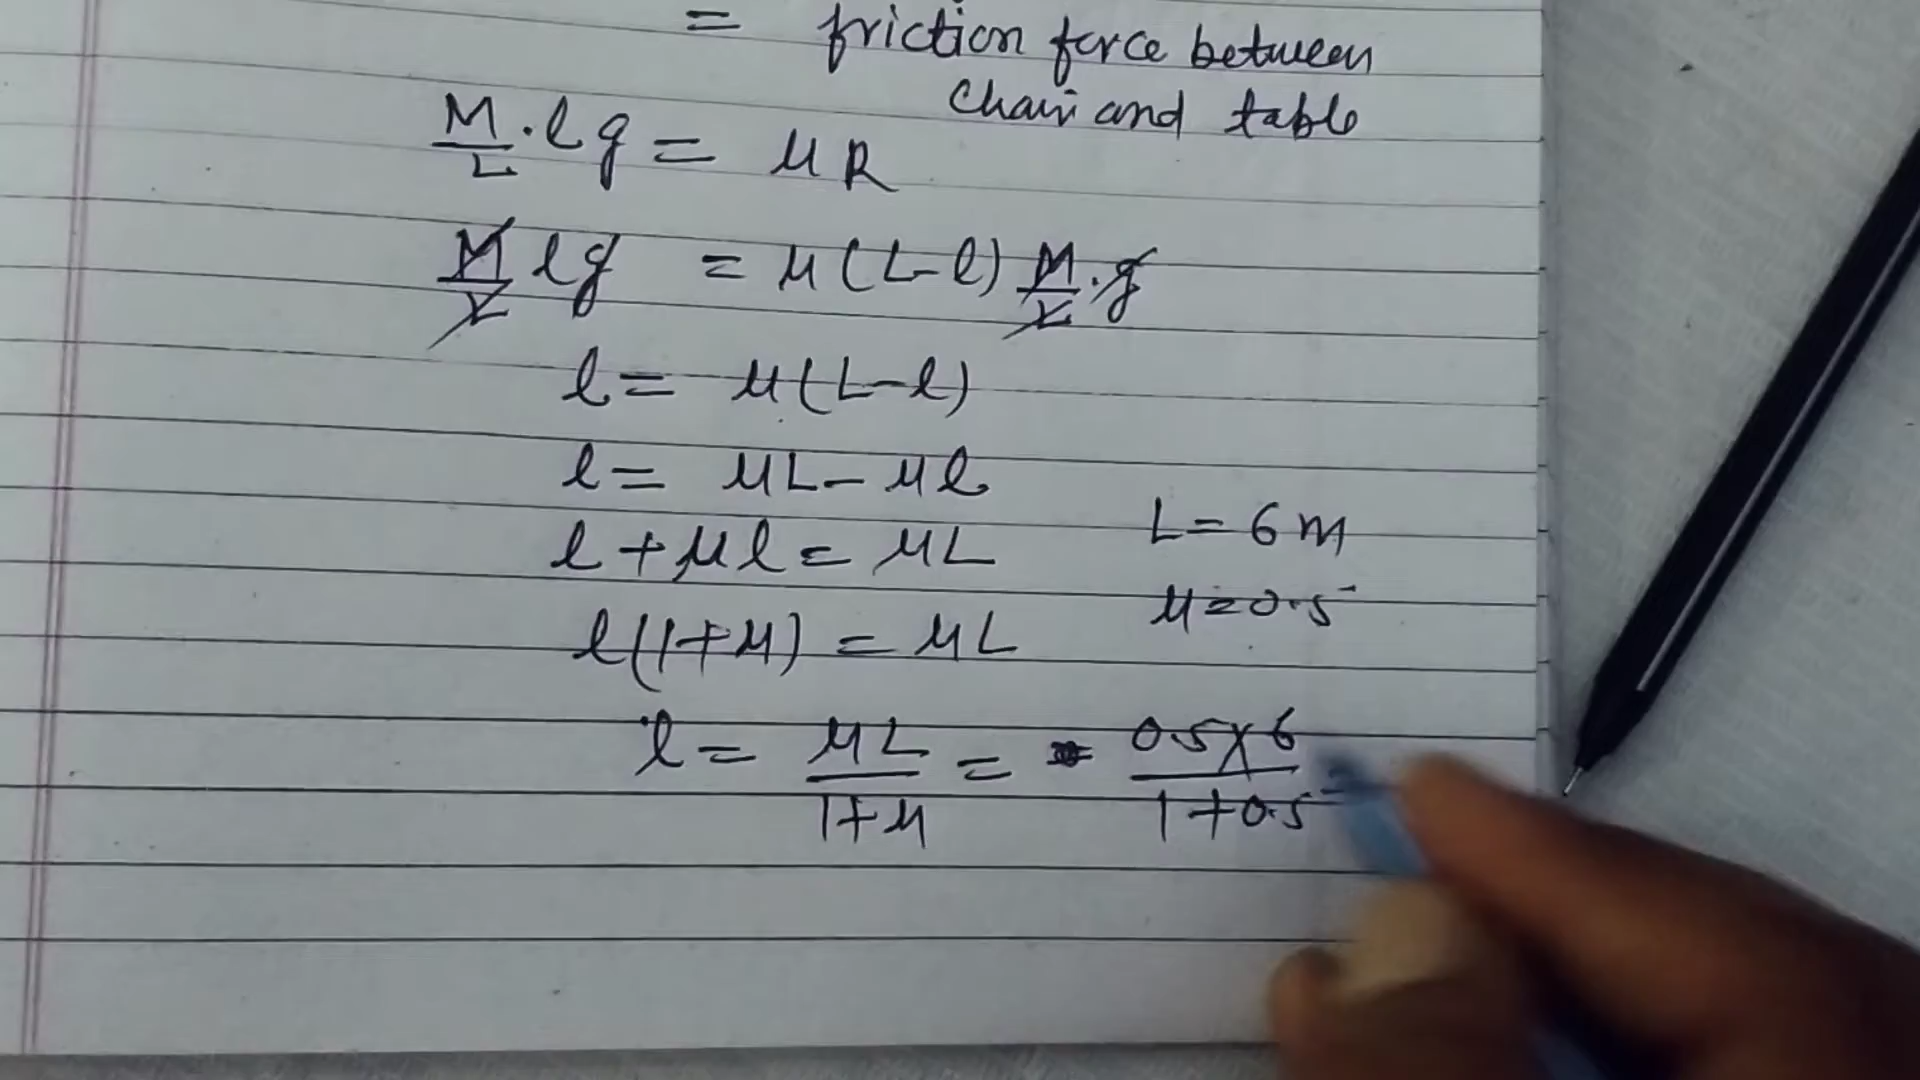 = friction force between
chain and table
M/L . l g = μ R
M/L l g = μ (L - l) M/L . g
l = μ (L - l)
l = μL - μl
l + μl = μL
L = 6 m
l (1 + μ) = μL
μ = 0.5
l = μL / 1 + μ = = 0.5 x 6 / 1 + 0.5 =